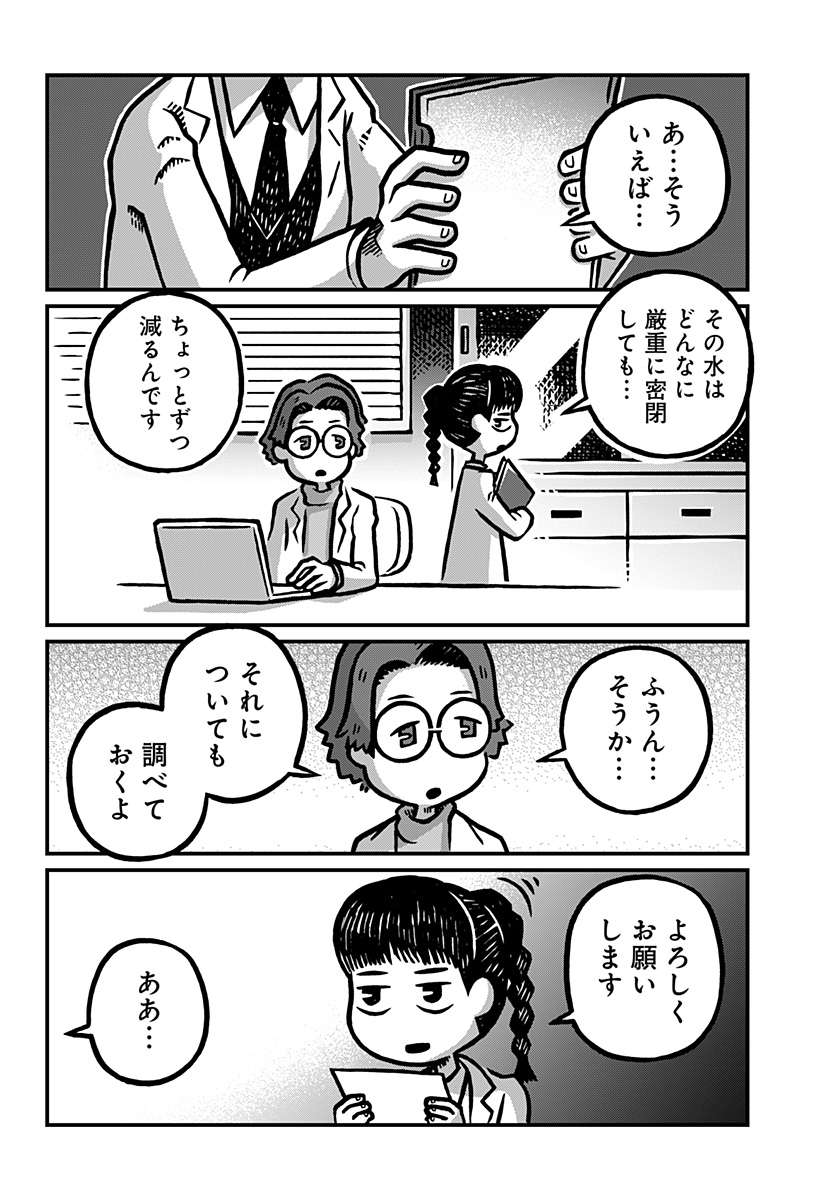 あ…そう
いえば…
その水は
どんなに
厳重に密閉
しても…
ちょっとずつ
減るんです
ふうん…
そうか…
それに
ついても
調べて
おくよ
よろしく
お願い
します
ああ…